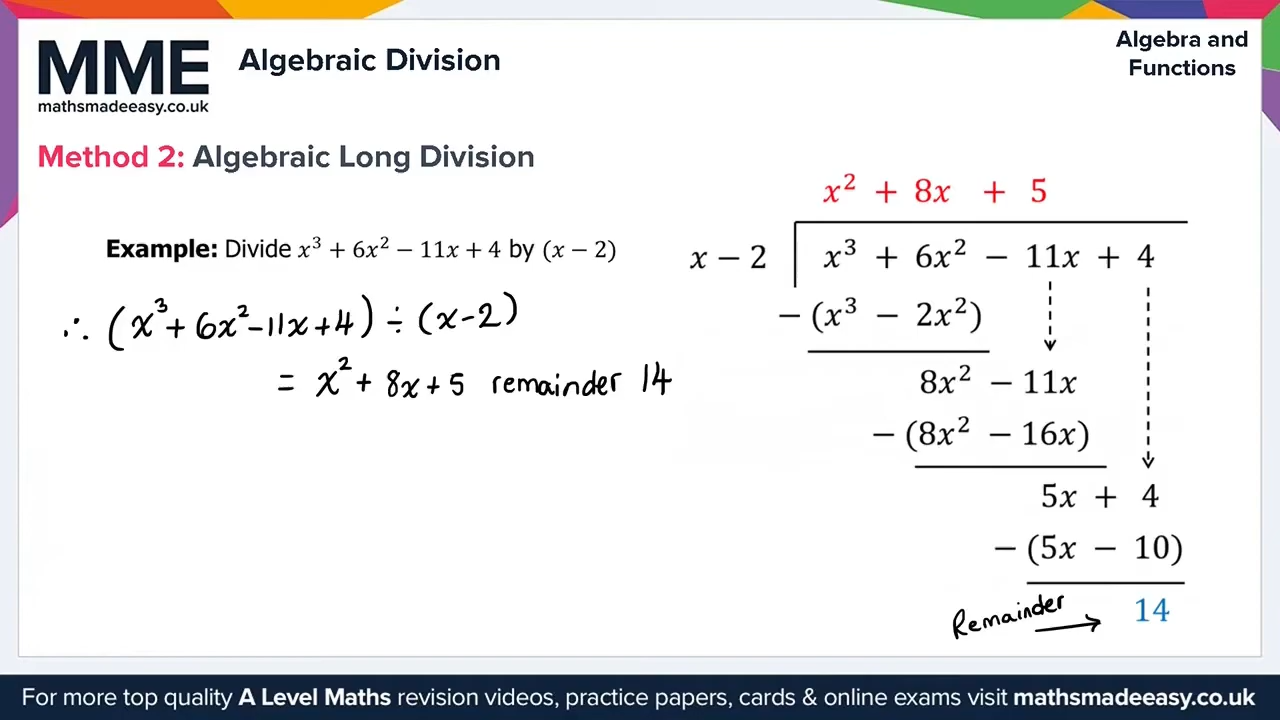 MME
mathsmadeeasy.co.uk
Algebraic Division
Algebra and
Functions
Method 2: Algebraic Long Division
Example: Divide x³ + 6x² − 11x + 4 by (x − 2)
∴ (x³ + 6x² − 11x + 4) ÷ (x − 2)
= x² + 8x + 5 remainder 14
x² + 8x + 5
x − 2 x³ + 6x² − 11x + 4
− (x³ − 2x²)
8x² − 11x
− (8x² − 16x)
5x + 4
− (5x − 10)
Remainder → 14
For more top quality A Level Maths revision videos, practice papers, cards & online exams visit mathsmadeeasy.co.uk